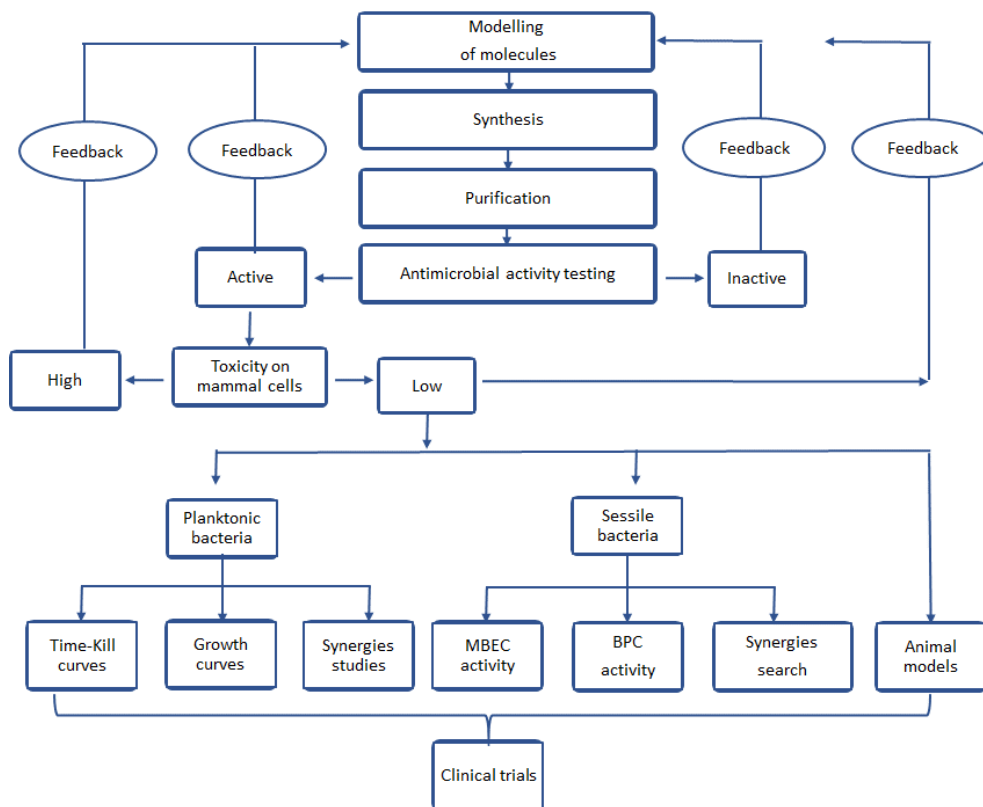 Modelling
of molecules
Synthesis
Feedback
Feedback
Feedback
Feedback
Purification
Active
Antimicrobial activity testing
Inactive
High
Toxicity on
mammal cells
Low
Planktonic
bacteria
Sessile
bacteria
Time-Kill
curves
Growth
curves
Synergies
studies
MBEC
activity
BPC
activity
Synergies
search
Animal
models
Clinical trials